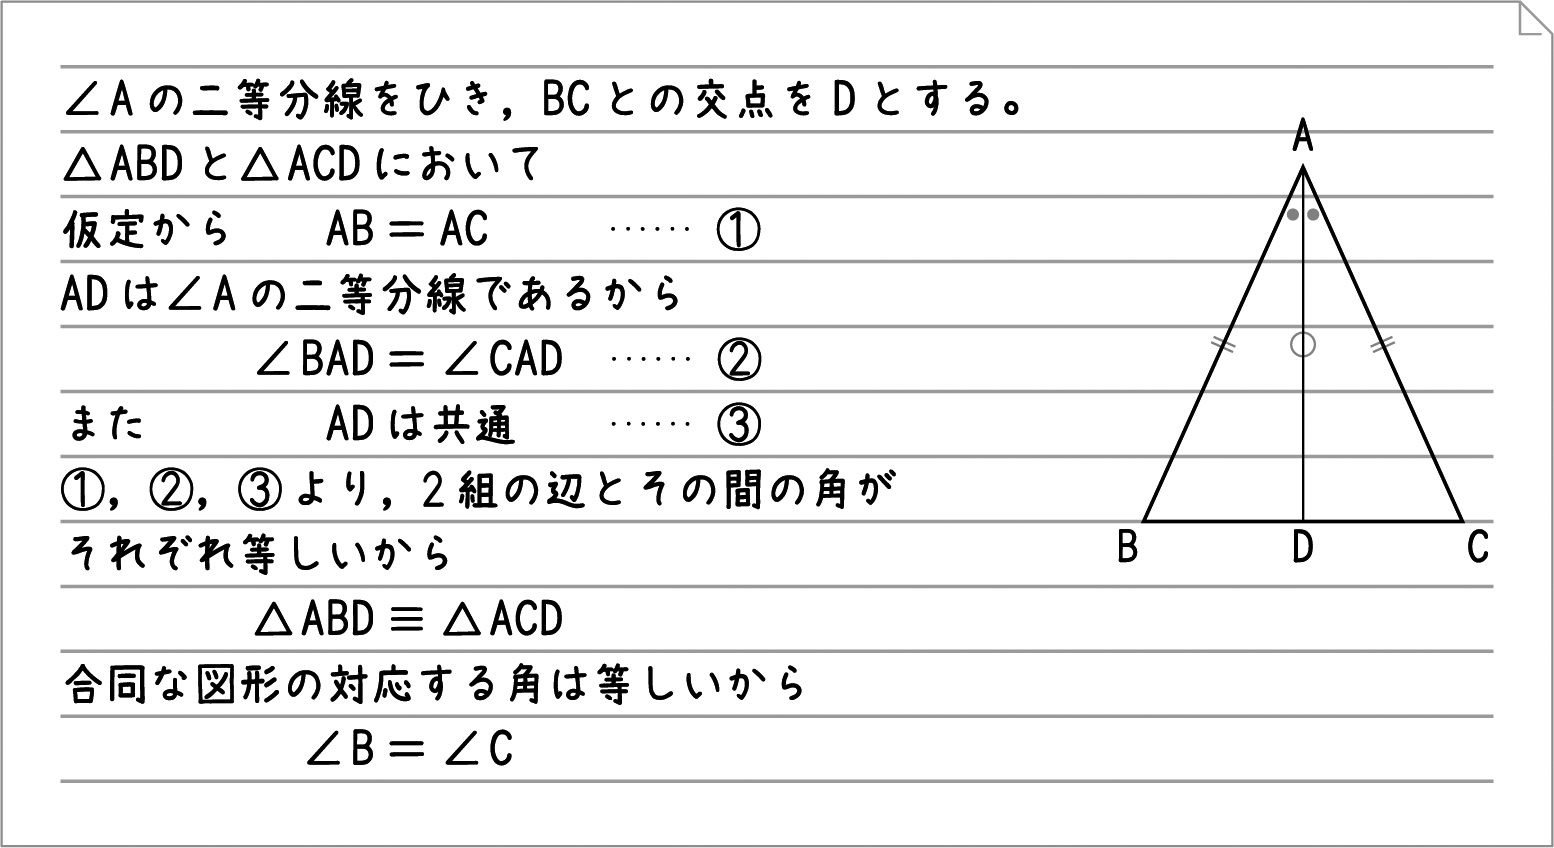 ∠Aの二等分線をひき，BCとの交点をDとする。
△ABDと△ACDにおいて
仮定から　AB＝AC　……①
ADは∠Aの二等分線であるから
∠BAD＝∠CAD　……②
また　ADは共通　……③
①，②，③より，2組の辺とその間の角が
それぞれ等しいから
△ABD≡△ACD
合同な図形の対応する角は等しいから
∠B＝∠C
A
B D C